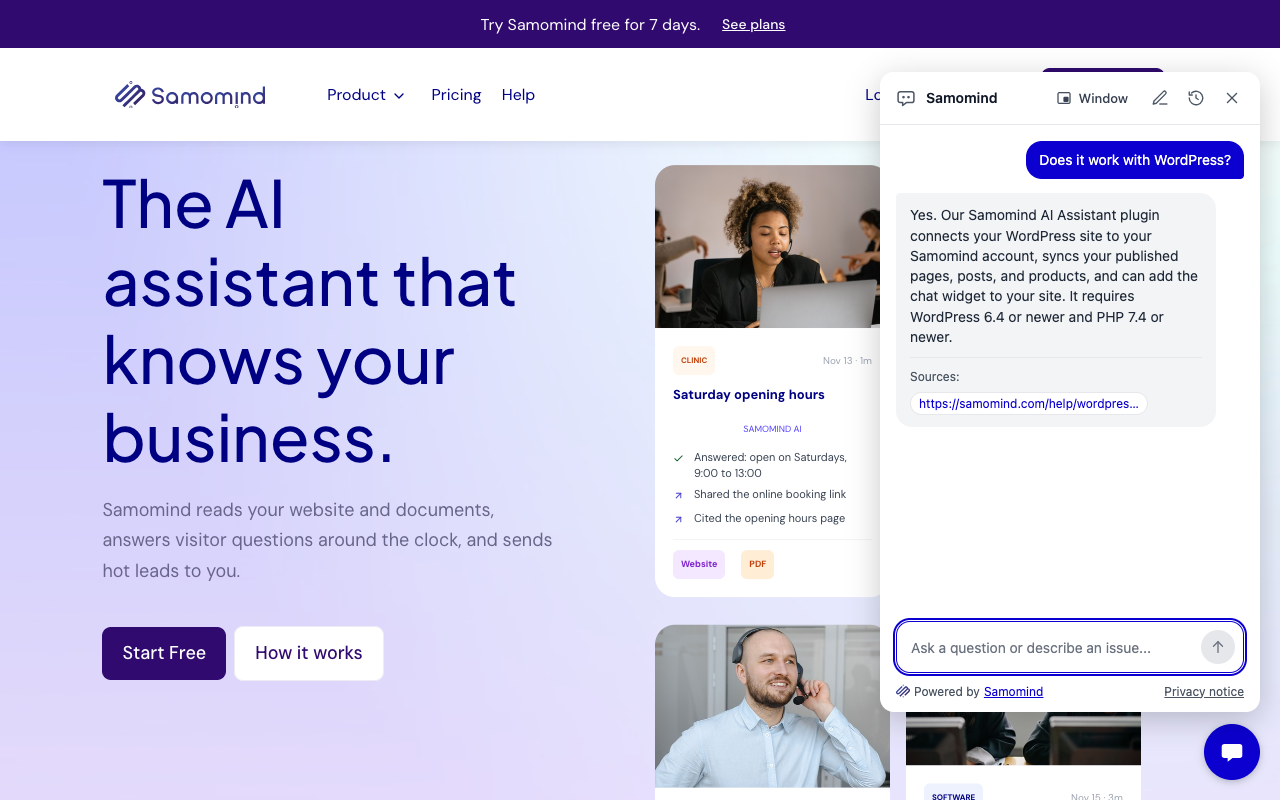 Try Samomind free for 7 days. See plans
Samomind
Product
Pricing
Help
The AI
assistant that
knows your
business.
Samomind reads your website and documents,
answers visitor questions around the clock, and sends
hot leads to you.
Start Free
How it works
CLINIC
Nov 13 · 1m
Saturday opening hours
SAMOMIND AI
Answered: open on Saturdays,
9:00 to 13:00
Shared the online booking link
Cited the opening hours page
Website
PDF
SOFTWARE
Nov 15 · 3m
Samomind
Window
Does it work with WordPress?
Yes. Our Samomind AI Assistant plugin
connects your WordPress site to your
Samomind account, syncs your published
pages, posts, and products, and can add the
chat widget to your site. It requires
WordPress 6.4 or newer and PHP 7.4 or
newer.
Sources:
https://samomind.com/help/wordpres...
Ask a question or describe an issue...
Powered by Samomind
Privacy notice